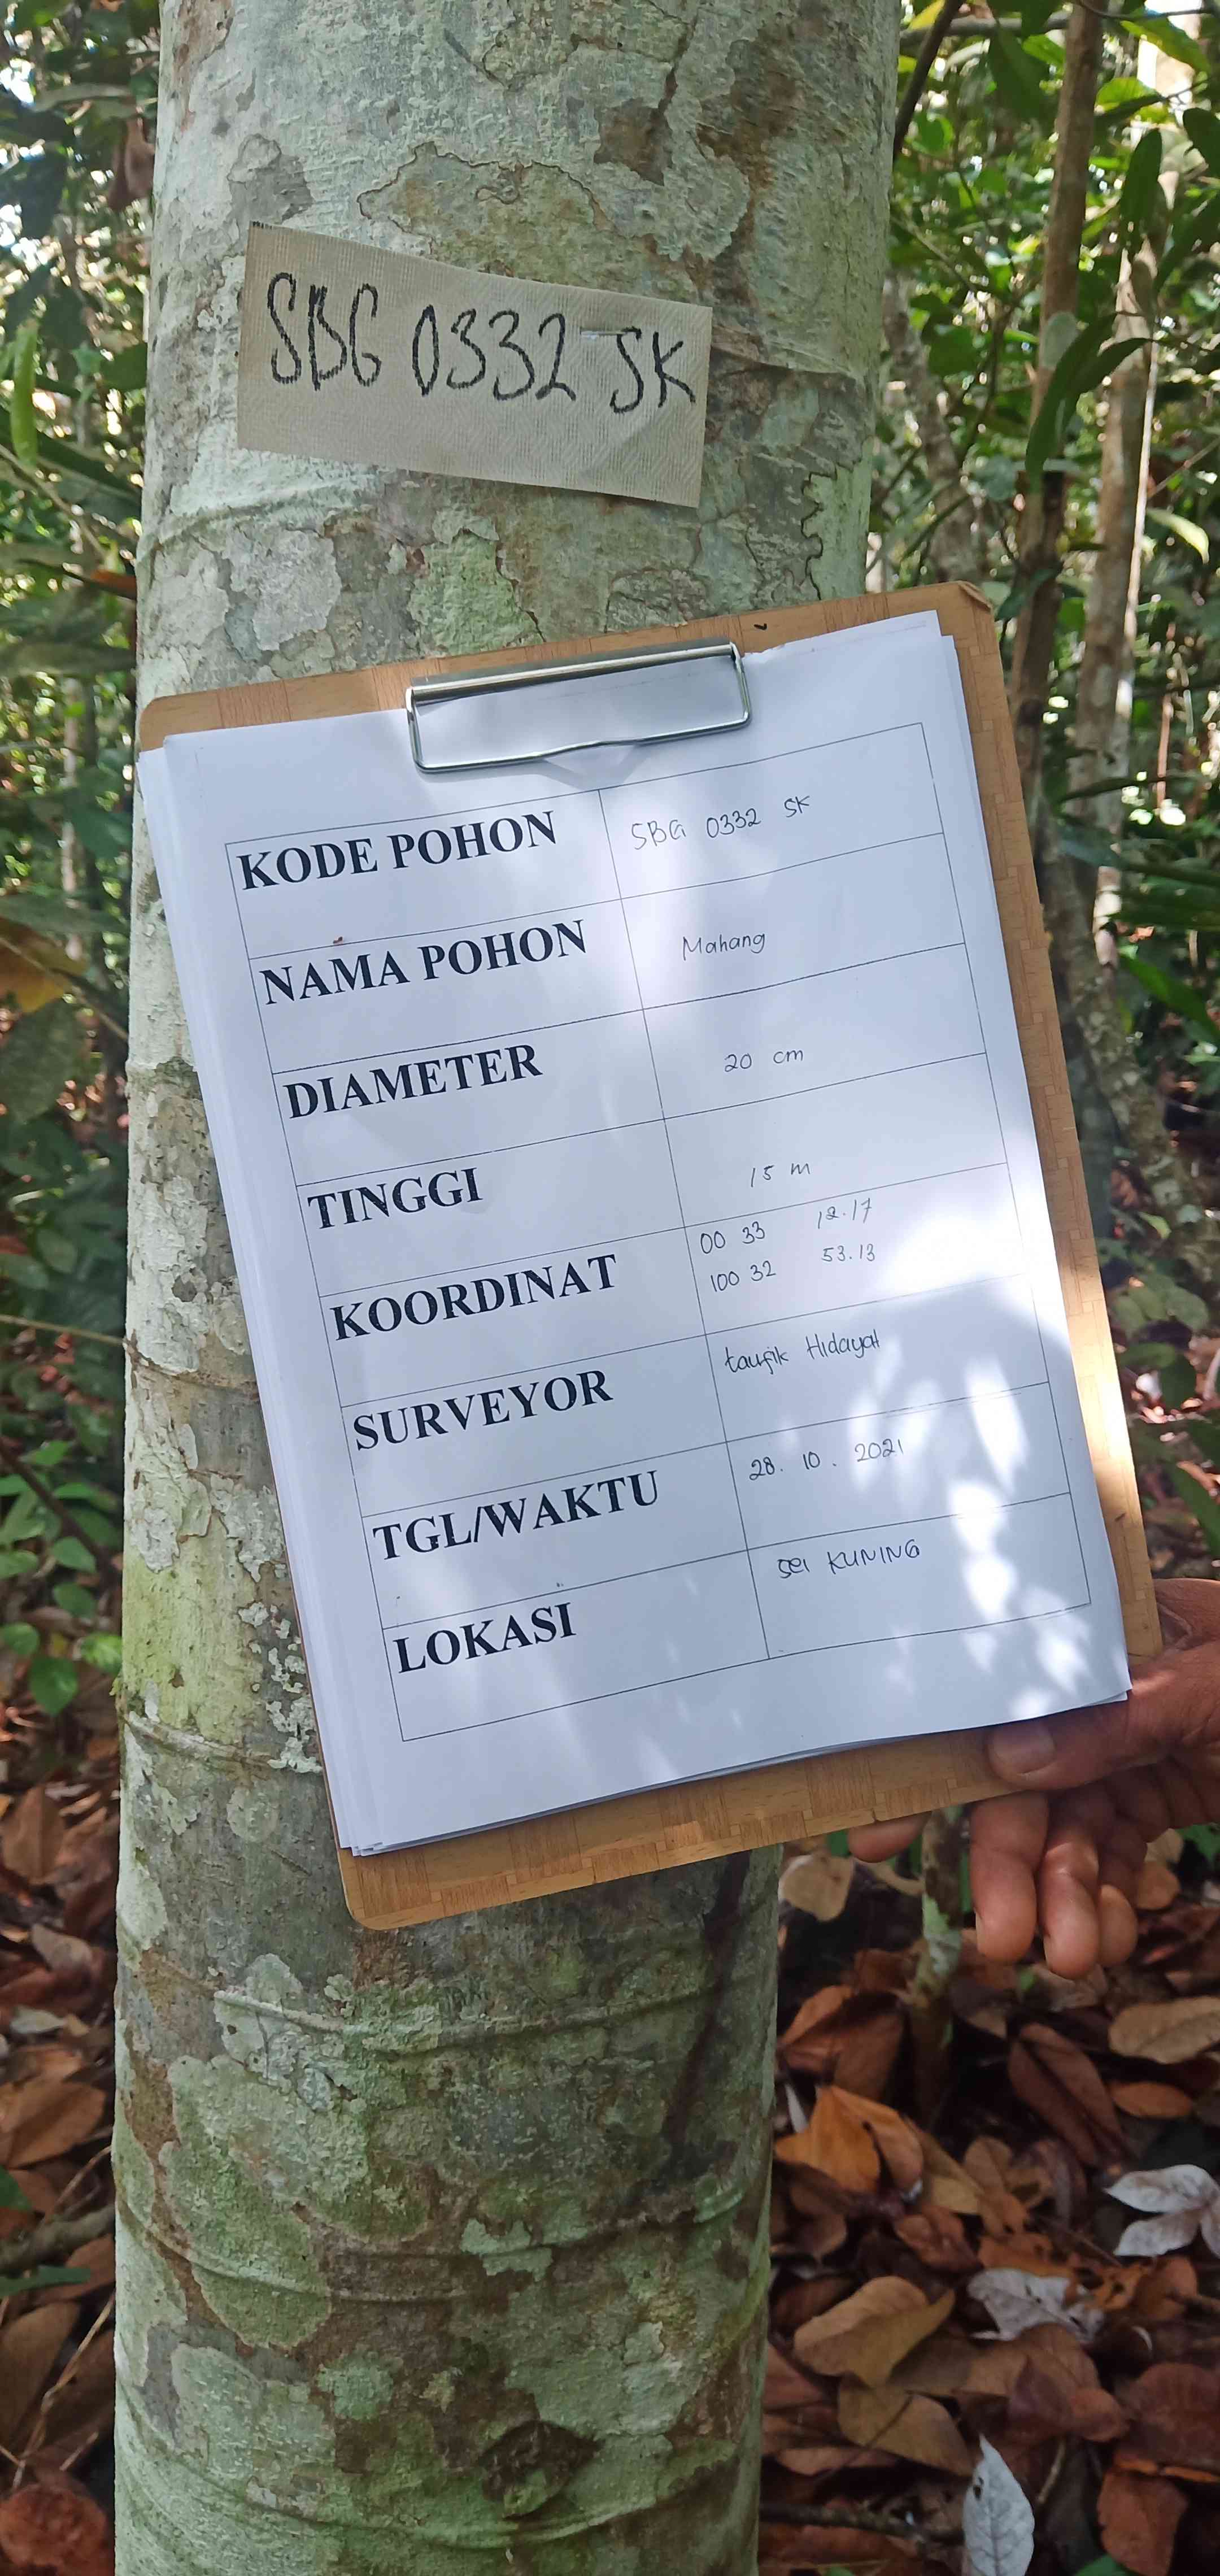 SBG 0332 SK
KODE POHON SBG 0332 SK
NAMA POHON Mahang
DIAMETER 20 cm
TINGGI 15 m
KOORDINAT 00 33 12.17
100 32 53.13
SURVEYOR taufik Hidayat
TGL/WAKTU 28. 10. 2021
LOKASI sei KUNING